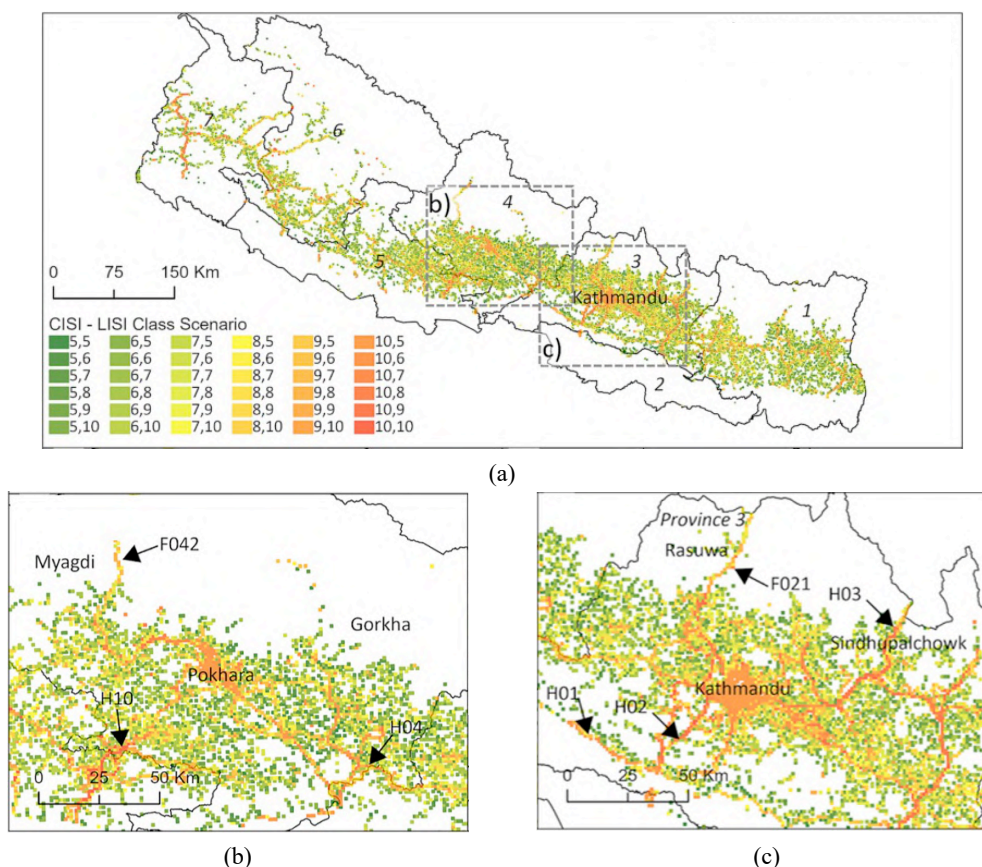 7
6
b)
4
3
5
Kathmandu
1
c)
2
0 75 150 Km
CISI - LISI Class Scenario
5,5 6,5 7,5 8,5 9,5 10,5
5,6 6,6 7,6 8,6 9,6 10,6
5,7 6,7 7,7 8,7 9,7 10,7
5,8 6,8 7,8 8,8 9,8 10,8
5,9 6,9 7,9 8,9 9,9 10,9
5,10 6,10 7,10 8,10 9,10 10,10
(a)
Myagdi
F042
Gorkha
Pokhara
H10
H04
0 25 50 Km
(b)
Province 3
Rasuwa
F021
H03
Sindhupalchowk
Kathmandu
H01
H02
0 25 50 Km
(c)